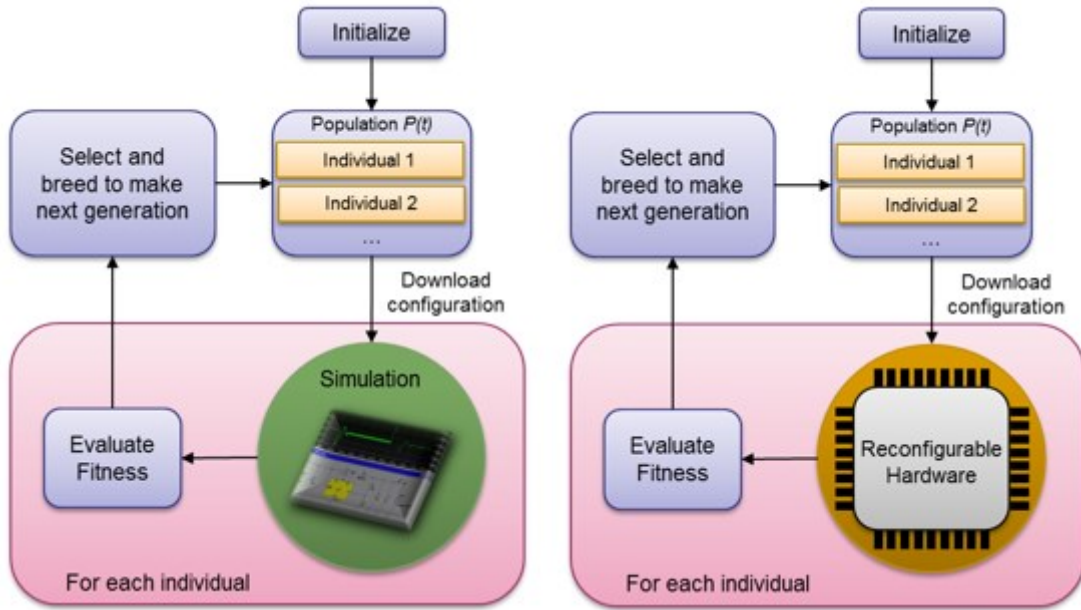 Initialize
Population P(t)
Individual 1
Individual 2
...
Select and
breed to make
next generation
Download
configuration
Simulation
Evaluate
Fitness
For each individual
Initialize
Population P(t)
Individual 1
Individual 2
...
Select and
breed to make
next generation
Download
configuration
Reconfigurable
Hardware
Evaluate
Fitness
For each individual